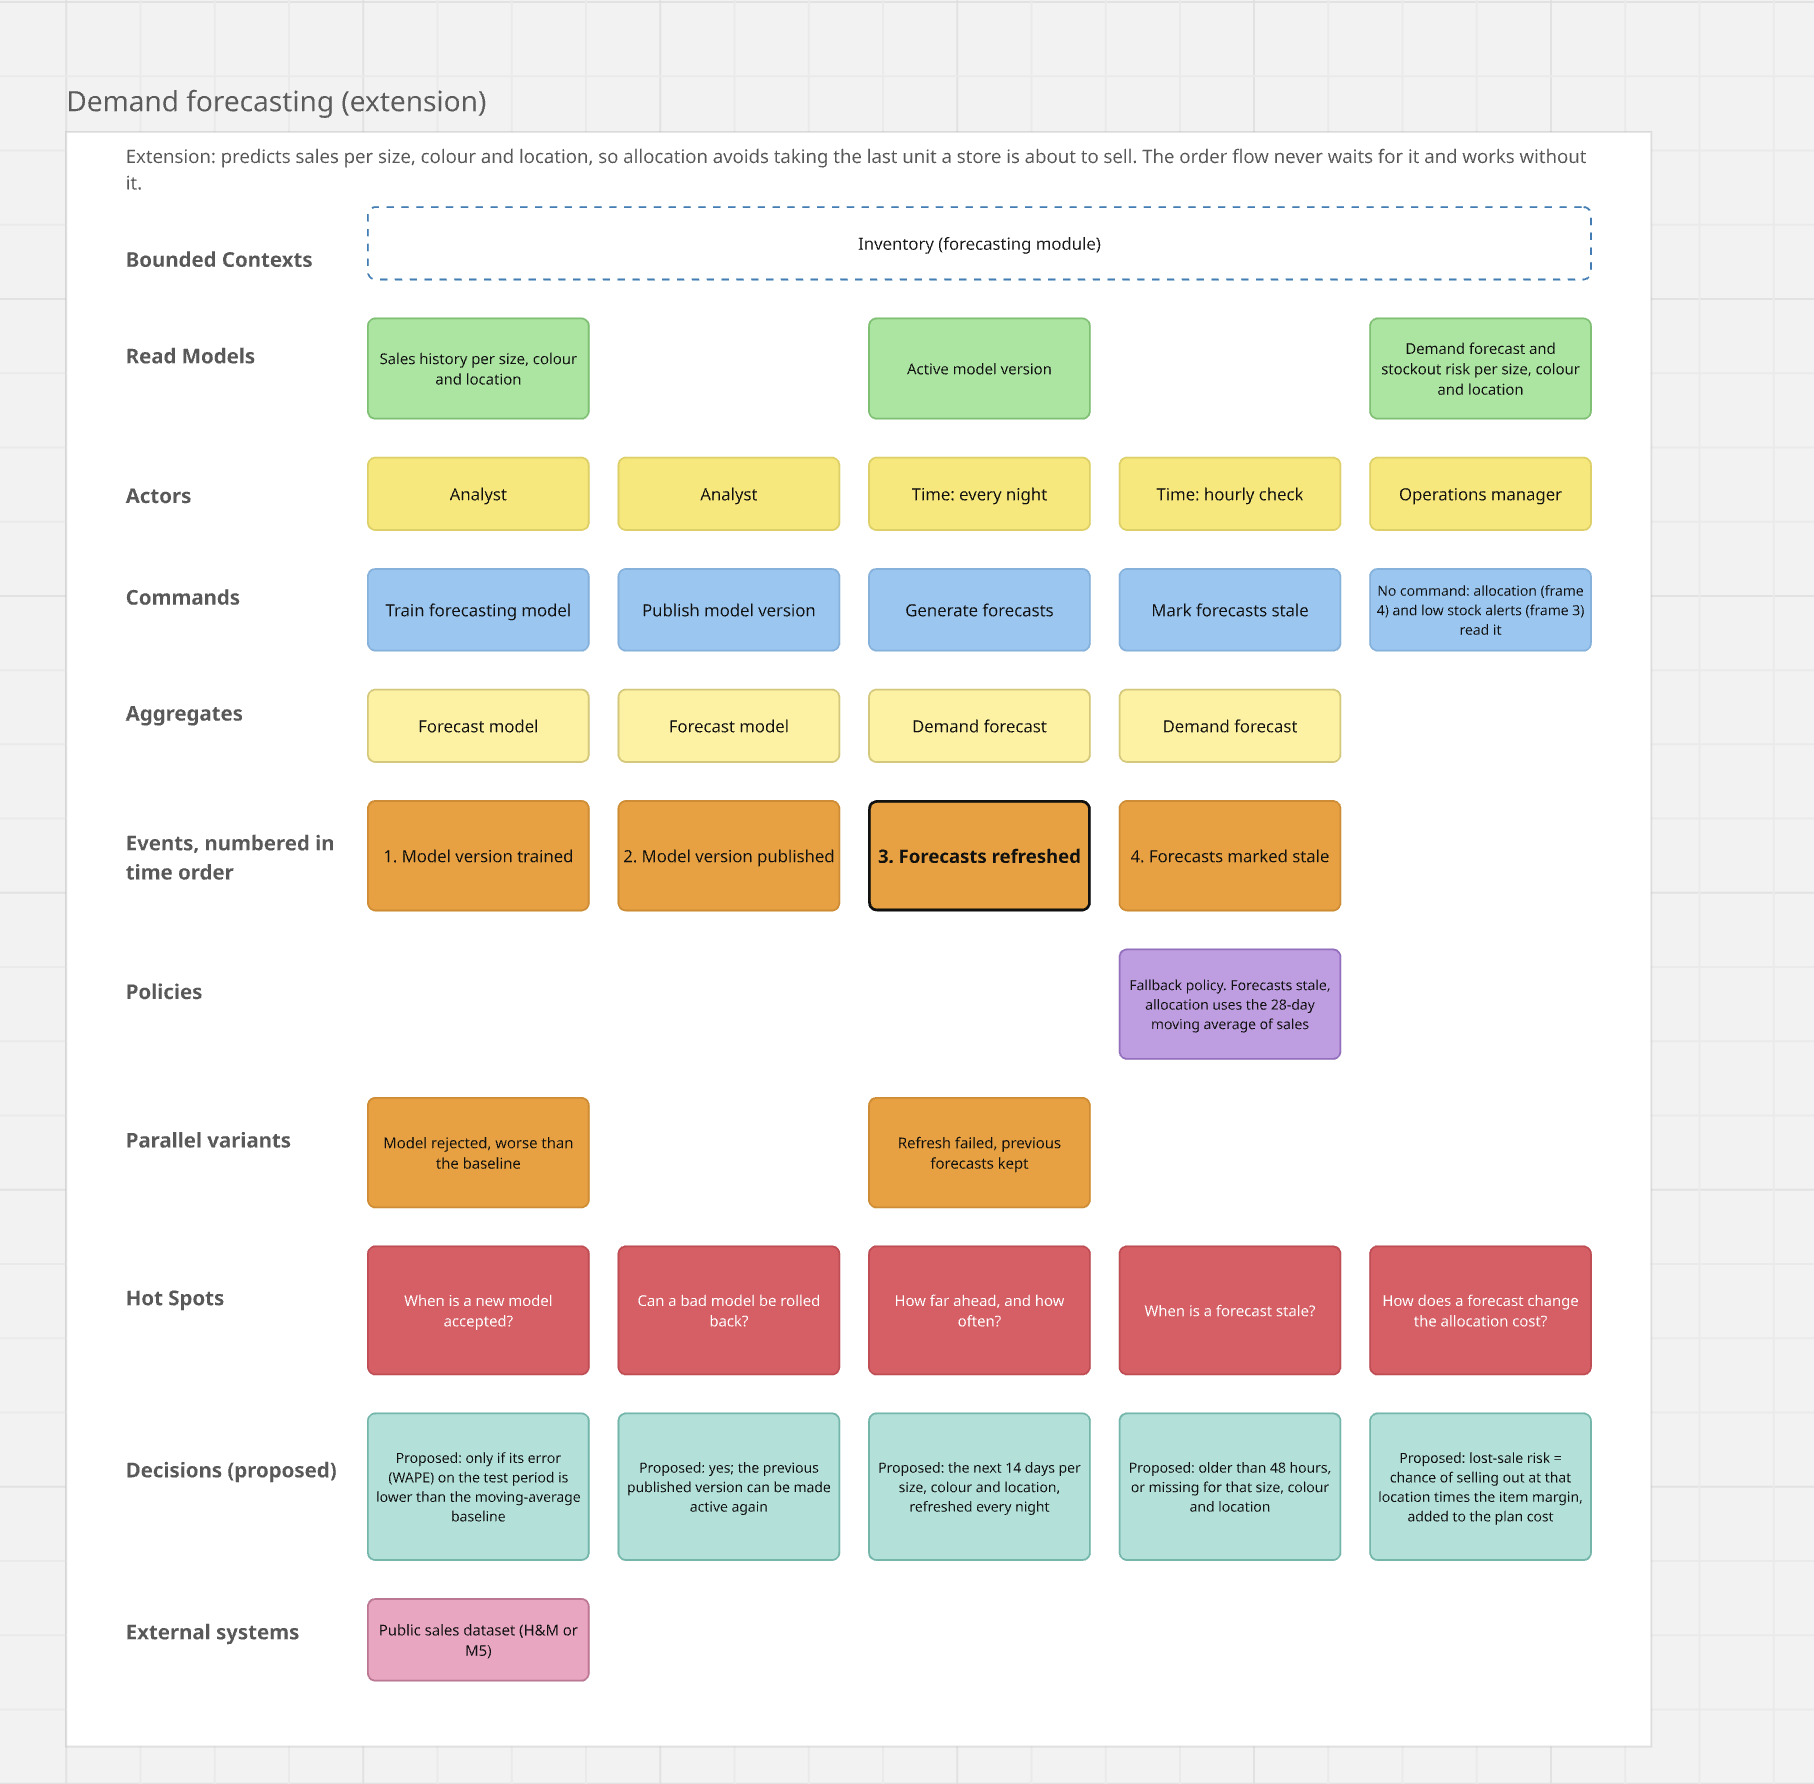 Demand forecasting (extension)
Extension: predicts sales per size, colour and location, so allocation avoids taking the last unit a store is about to sell. The order flow never waits for it and works without
it.
Bounded Contexts
Inventory (forecasting module)
Read Models
Sales history per size, colour
and location
Active model version
Demand forecast and
stockout risk per size, colour
and location
Actors
Analyst
Analyst
Time: every night
Time: hourly check
Operations manager
Commands
Train forecasting model
Publish model version
Generate forecasts
Mark forecasts stale
No command: allocation (frame
4) and low stock alerts (frame 3)
read it
Aggregates
Forecast model
Forecast model
Demand forecast
Demand forecast
Events, numbered in
time order
1. Model version trained
2. Model version published
3. Forecasts refreshed
4. Forecasts marked stale
Policies
Fallback policy. Forecasts stale,
allocation uses the 28-day
moving average of sales
Parallel variants
Model rejected, worse than
the baseline
Refresh failed, previous
forecasts kept
Hot Spots
When is a new model
accepted?
Can a bad model be rolled
back?
How far ahead, and how
often?
When is a forecast stale?
How does a forecast change
the allocation cost?
Decisions (proposed)
Proposed: only if its error
(WAPE) on the test period is
lower than the moving-average
baseline
Proposed: yes; the previous
published version can be made
active again
Proposed: the next 14 days per
size, colour and location,
refreshed every night
Proposed: older than 48 hours,
or missing for that size, colour
and location
Proposed: lost-sale risk =
chance of selling out at that
location times the item margin,
added to the plan cost
External systems
Public sales dataset (H&M or
M5)